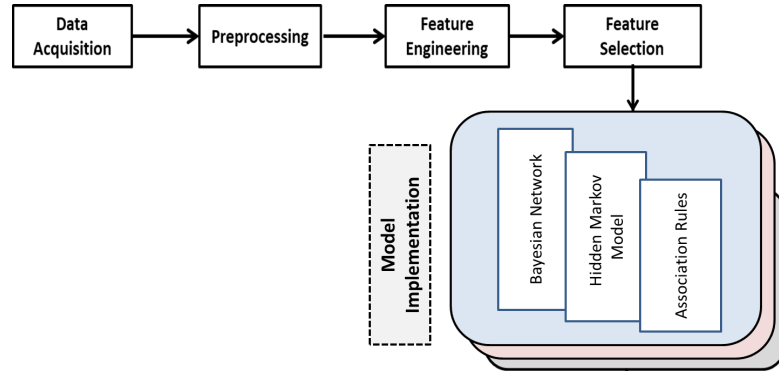 Data
Acquisition
Preprocessing
Feature
Engineering
Feature
Selection
Model
Implementation
Bayesian Network
Hidden Markov
Model
Association Rules